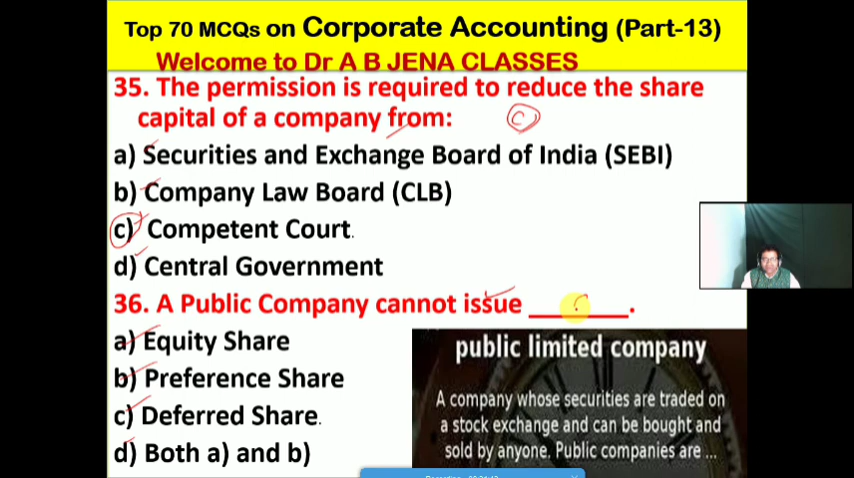 Top 70 MCQs on Corporate Accounting (Part-13)
Welcome to Dr A B JENA CLASSES
35. The permission is required to reduce the share
capital of a company from:
c
a) Securities and Exchange Board of India (SEBI)
b) Company Law Board (CLB)
c) Competent Court.
d) Central Government
36. A Public Company cannot issue ________.
?
a) Equity Share
b) Preference Share
c) Deferred Share.
d) Both a) and b)
public limited company
A company whose securities are traded on
a stock exchange and can be bought and
sold by anyone. Public companies are ...